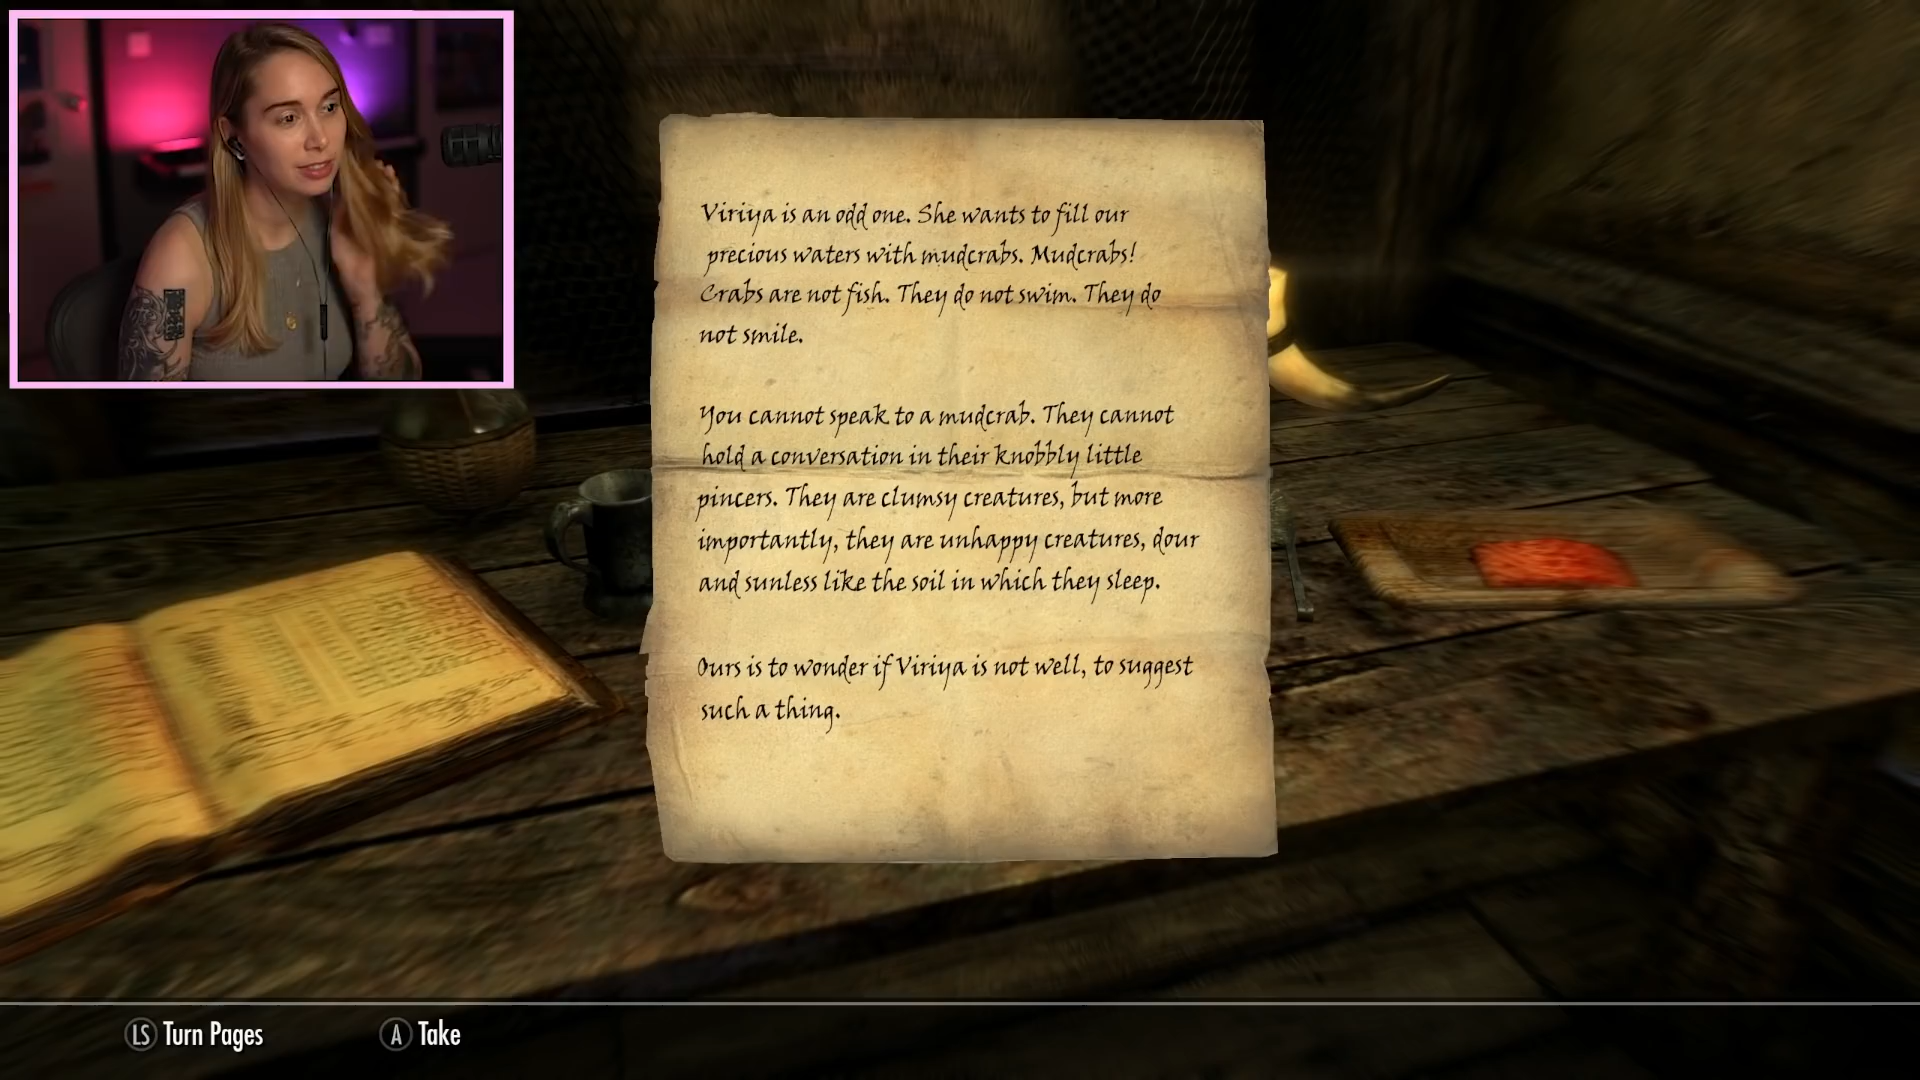 Viriya is an odd one. She wants to fill our
precious waters with mudcrabs. Mudcrabs!
Crabs are not fish. They do not swim. They do
not smile.
You cannot speak to a mudcrab. They cannot
hold a conversation in their knobbly little
pincers. They are clumsy creatures, but more
importantly, they are unhappy creatures, dour
and sunless like the soil in which they sleep.
Ours is to wonder if Viriya is not well, to suggest
such a thing.
LS Turn Pages
A Take